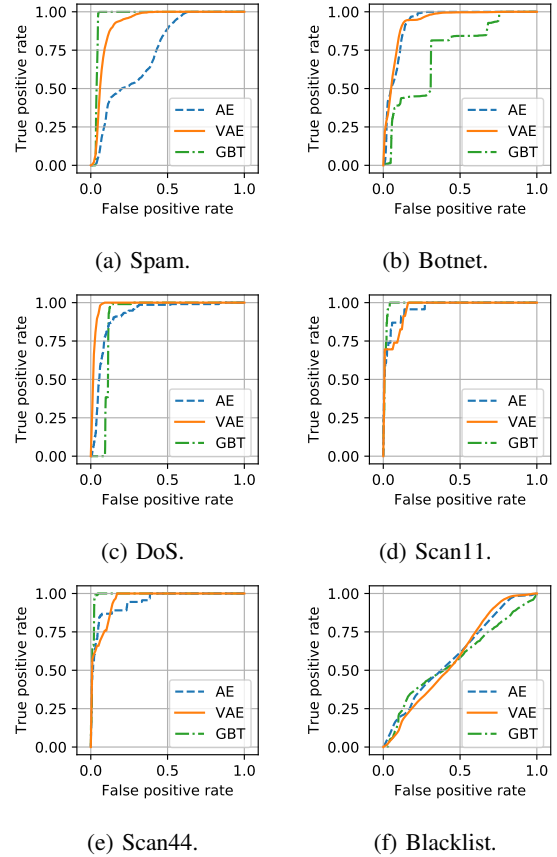 1.00
0.75
0.50
0.25
0.00
True positive rate
AE
VAE
GBT
0.0 0.5 1.0
False positive rate
(a) Spam.
1.00
0.75
0.50
0.25
0.00
True positive rate
AE
VAE
GBT
0.0 0.5 1.0
False positive rate
(b) Botnet.
1.00
0.75
0.50
0.25
0.00
True positive rate
AE
VAE
GBT
0.0 0.5 1.0
False positive rate
(c) DoS.
1.00
0.75
0.50
0.25
0.00
True positive rate
AE
VAE
GBT
0.0 0.5 1.0
False positive rate
(d) Scan11.
1.00
0.75
0.50
0.25
0.00
True positive rate
AE
VAE
GBT
0.0 0.5 1.0
False positive rate
(e) Scan44.
1.00
0.75
0.50
0.25
0.00
True positive rate
AE
VAE
GBT
0.0 0.5 1.0
False positive rate
(f) Blacklist.